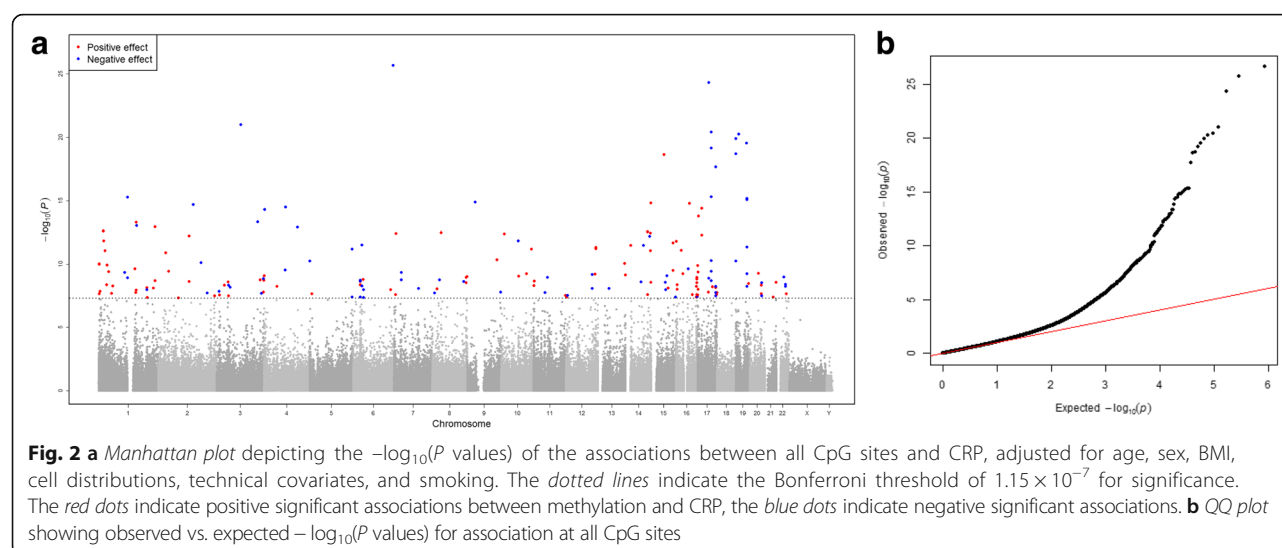 a
Positive effect
Negative effect
−log10(P)
0
5
10
15
20
25
1 2 3 4 5 6 7 8 9 10 11 12 13 14 15 16 17 18 19 20 21 22 X Y
Chromosome
b
Observed −log10(p)
0
5
10
15
20
25
0 1 2 3 4 5 6
Expected −log10(p)
Fig. 2 a Manhattan plot depicting the –log10(P values) of the associations between all CpG sites and CRP, adjusted for age, sex, BMI,
cell distributions, technical covariates, and smoking. The dotted lines indicate the Bonferroni threshold of 1.15 × 10−7 for significance.
The red dots indicate positive significant associations between methylation and CRP, the blue dots indicate negative significant associations. b QQ plot
showing observed vs. expected – log10(P values) for association at all CpG sites